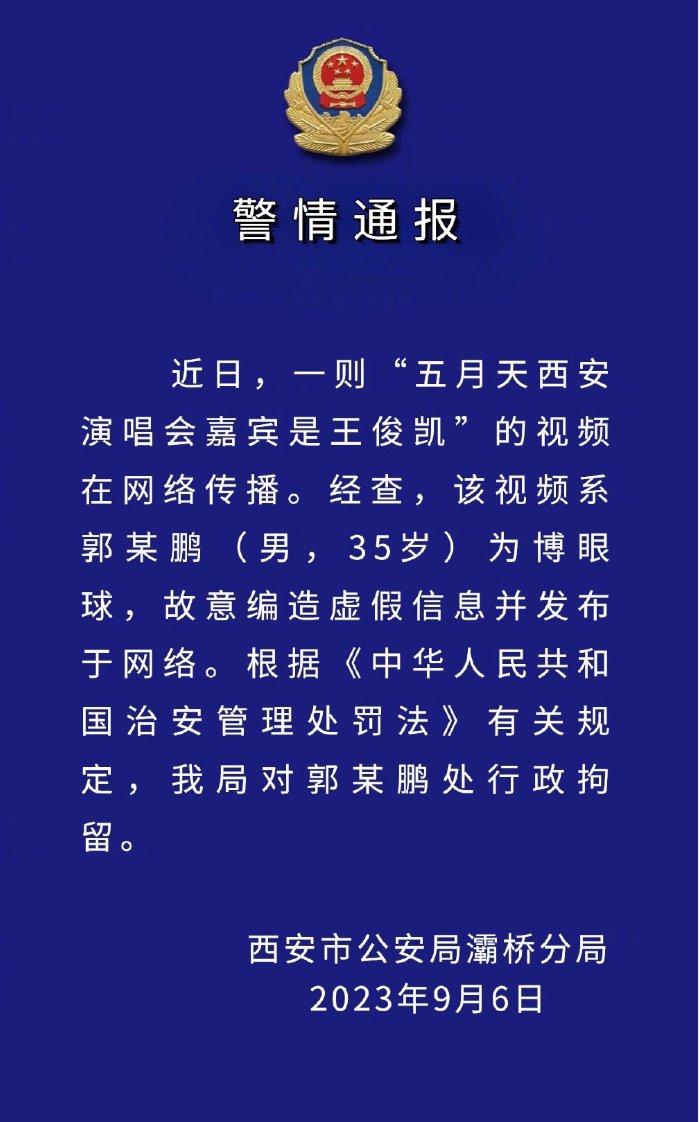 警情通报
近日，一则“五月天西安
演唱会嘉宾是王俊凯”的视频
在网络传播。经查，该视频系
郭某鹏（男，35岁）为博眼
球，故意编造虚假信息并发布
于网络。根据《中华人民共和
国治安管理处罚法》有关规
定，我局对郭某鹏处行政拘
留。
西安市公安局灞桥分局
2023年9月6日